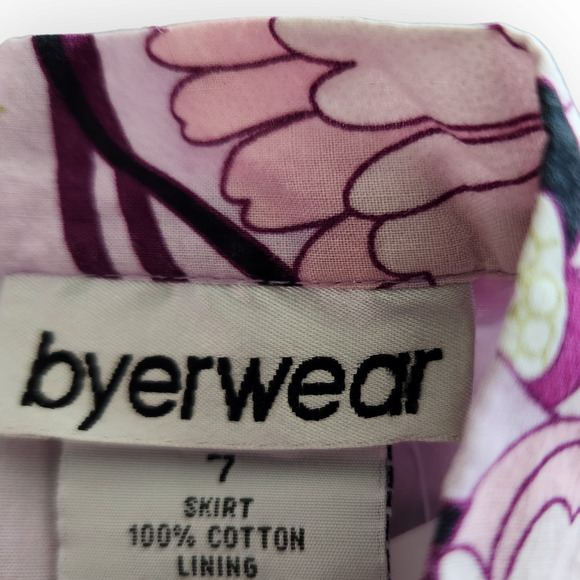 byerwear
7
SKIRT
100% COTTON
LINING